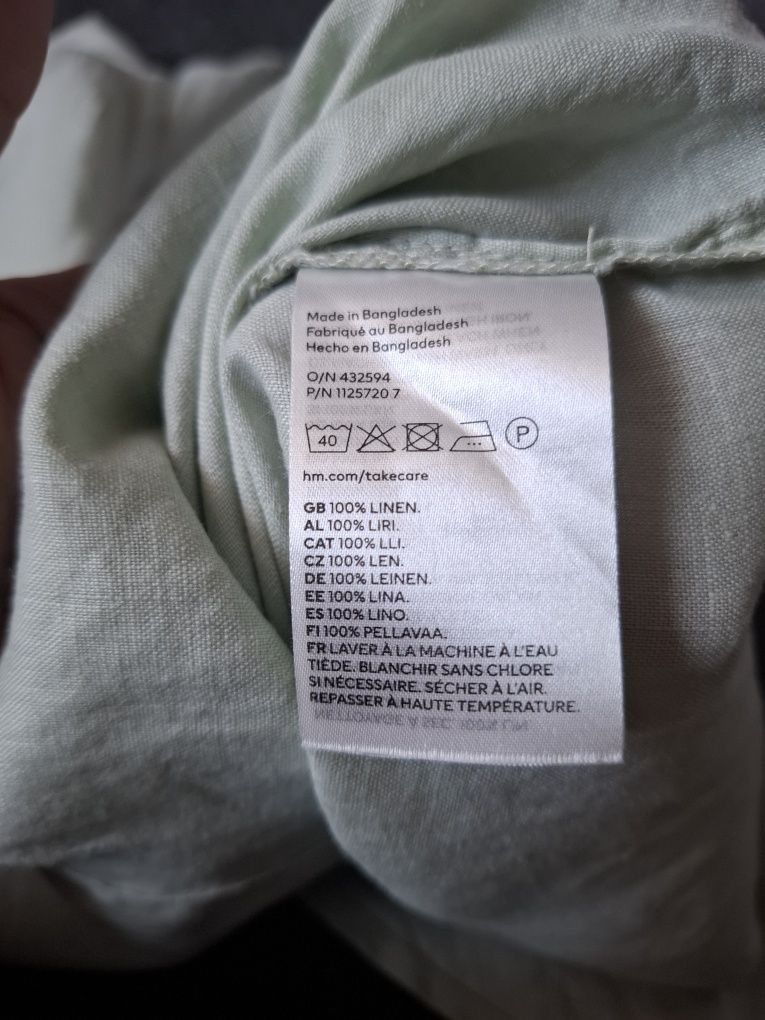 Made in Bangladesh
Fabriqué au Bangladesh
Hecho en Bangladesh
O/N 432594
P/N 1125720 7
40 P
hm.com/takecare
GB 100% LINEN.
AL 100% LIRI.
CAT 100% LLI.
CZ 100% LEN.
DE 100% LEINEN.
EE 100% LINA.
ES 100% LINO.
FI 100% PELLAVAA.
FR LAVER À LA MACHINE À L'EAU
TIÈDE. BLANCHIR SANS CHLORE
SI NÉCESSAIRE. SÉCHER À L'AIR.
REPASSER À HAUTE TEMPÉRATURE.